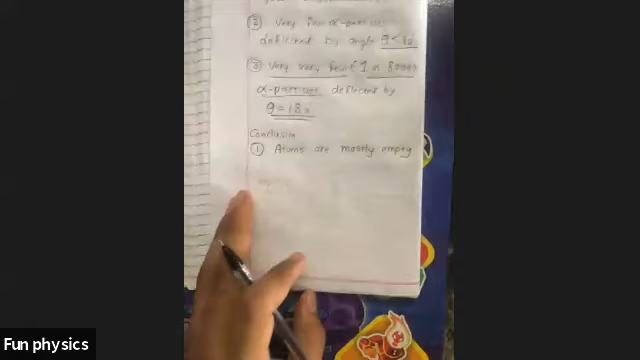 ② Very few α-particles
deflected by angle
③ Very very few (1 in 8000)
α-particles deflected by
θ = 180
Conclusion
① Atoms are mostly empty
Fun physics